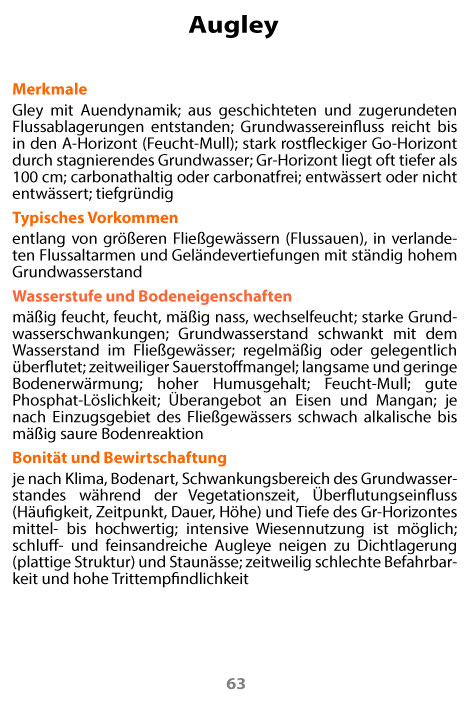 Augley
Merkmale
Gley mit Auendynamik; aus geschichteten und zugerundeten
Flussablagerungen entstanden; Grundwassereinfluss reicht bis
in den A-Horizont (Feucht-Mull); stark rostfleckiger Go-Horizont
durch stagnierendes Grundwasser; Gr-Horizont liegt oft tiefer als
100 cm; carbonathaltig oder carbonatfrei; entwässert oder nicht
entwässert; tiefgründig
Typisches Vorkommen
entlang von größeren Fließgewässern (Flussauen), in verlande-
ten Flussaltarmen und Geländevertiefungen mit ständig hohem
Grundwasserstand
Wasserstufe und Bodeneigenschaften
mäßig feucht, feucht, mäßig nass, wechselfeucht; starke Grund-
wasserschwankungen; Grundwasserstand schwankt mit dem
Wasserstand im Fließgewässer; regelmäßig oder gelegentlich
überflutet; zeitweiliger Sauerstoffmangel; langsame und geringe
Bodenerwärmung; hoher Humusgehalt; Feucht-Mull; gute
Phosphat-Löslichkeit; Überangebot an Eisen und Mangan; je
nach Einzugsgebiet des Fließgewässers schwach alkalische bis
mäßig saure Bodenreaktion
Bonität und Bewirtschaftung
je nach Klima, Bodenart, Schwankungsbereich des Grundwasser-
standes während der Vegetationszeit, Überflutungseinfluss
(Häufigkeit, Zeitpunkt, Dauer, Höhe) und Tiefe des Gr-Horizontes
mittel- bis hochwertig; intensive Wiesennutzung ist möglich;
schluff- und feinsandreiche Augleye neigen zu Dichtlagerung
(plattige Struktur) und Staunässe; zeitweilig schlechte Befahrbar-
keit und hohe Trittempfindlichkeit
63